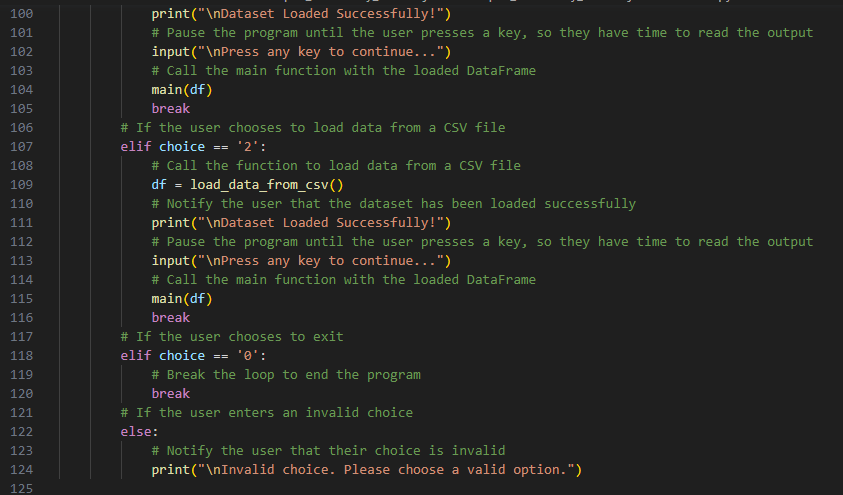 100 print("\nDataset Loaded Successfully!")
101 # Pause the program until the user presses a key, so they have time to read the output
102 input("\nPress any key to continue...")
103 # Call the main function with the loaded DataFrame
104 main(df)
105 break
106 # If the user chooses to load data from a CSV file
107 elif choice == '2':
108 # Call the function to load data from a CSV file
109 df = load_data_from_csv()
110 # Notify the user that the dataset has been loaded successfully
111 print("\nDataset Loaded Successfully!")
112 # Pause the program until the user presses a key, so they have time to read the output
113 input("\nPress any key to continue...")
114 # Call the main function with the loaded DataFrame
115 main(df)
116 break
117 # If the user chooses to exit
118 elif choice == '0':
119 # Break the loop to end the program
120 break
121 # If the user enters an invalid choice
122 else:
123 # Notify the user that their choice is invalid
124 print("\nInvalid choice. Please choose a valid option.")
125